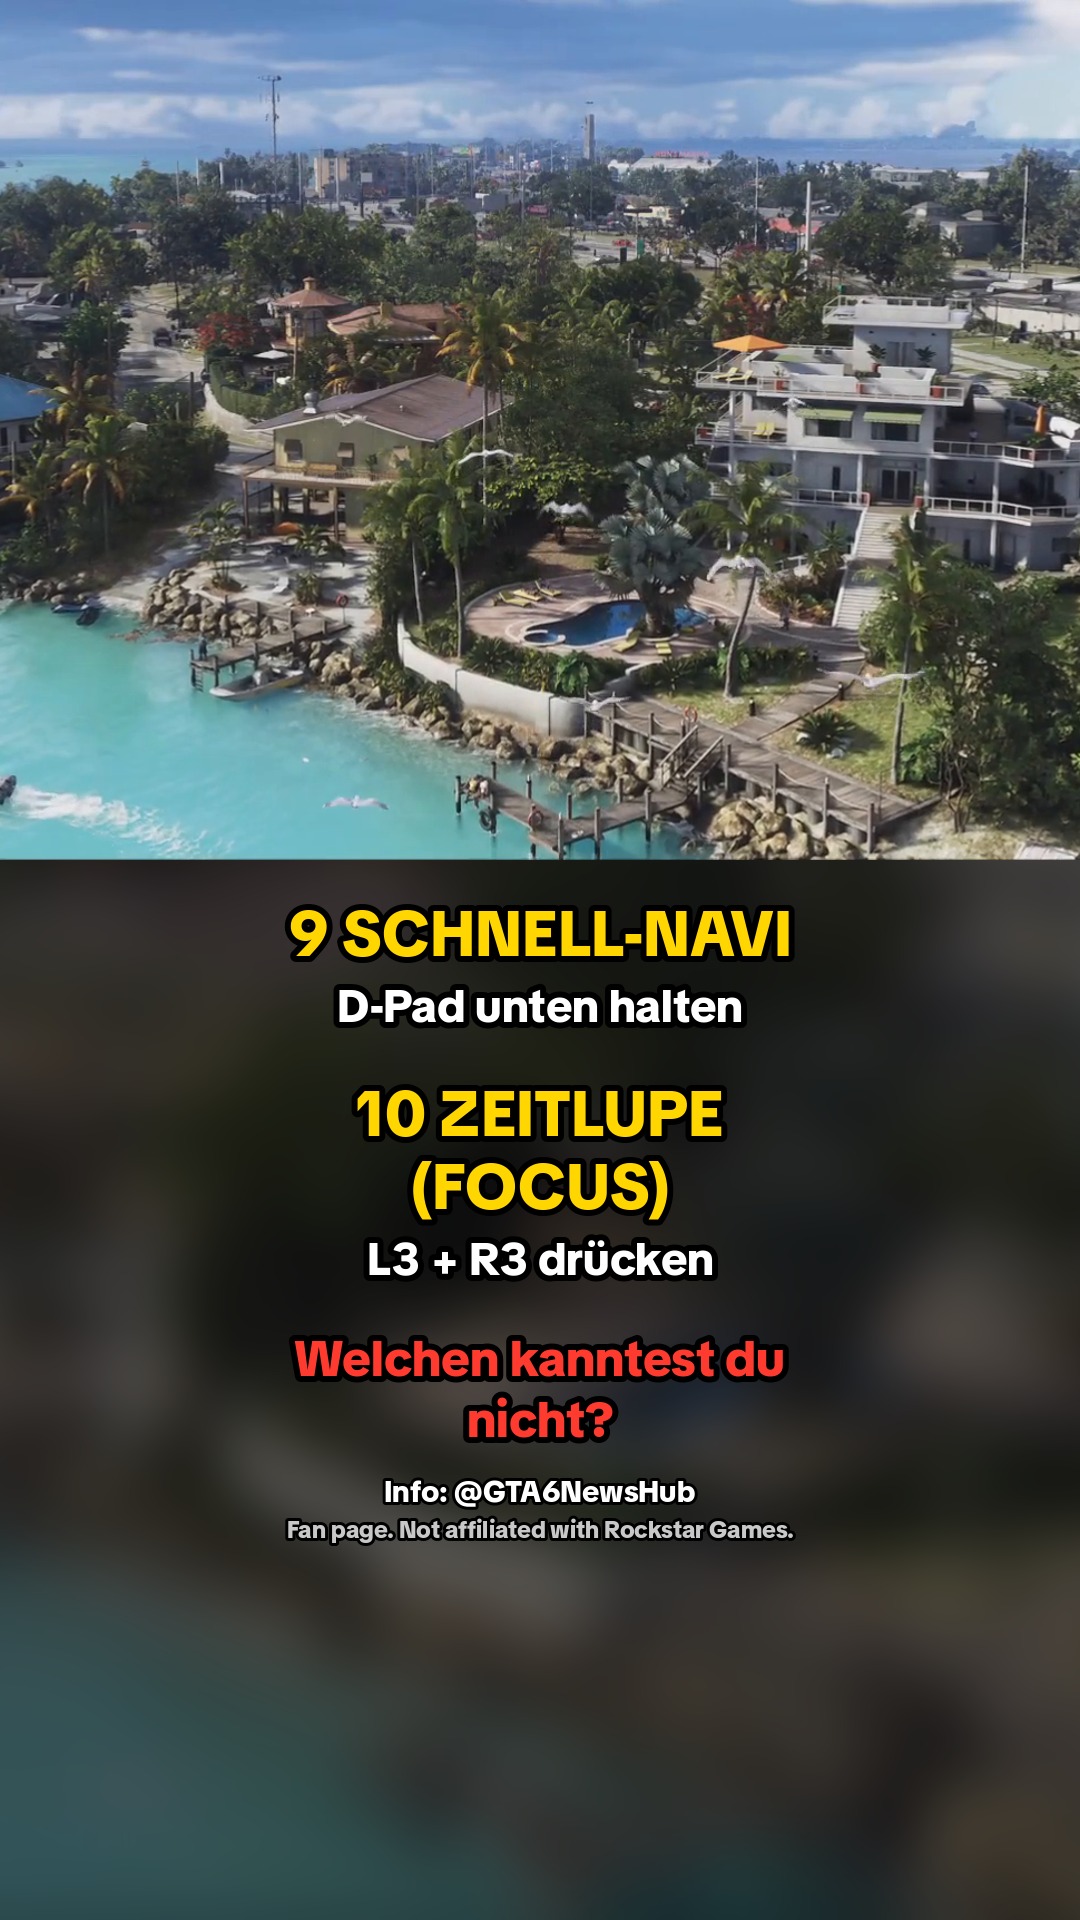 9 SCHNELL-NAVI
D-Pad unten halten
10 ZEITLUPE
(FOCUS)
L3 + R3 drücken
Welchen kanntest du
nicht?
Info: @GTA6NewsHub
Fan page. Not affiliated with Rockstar Games.